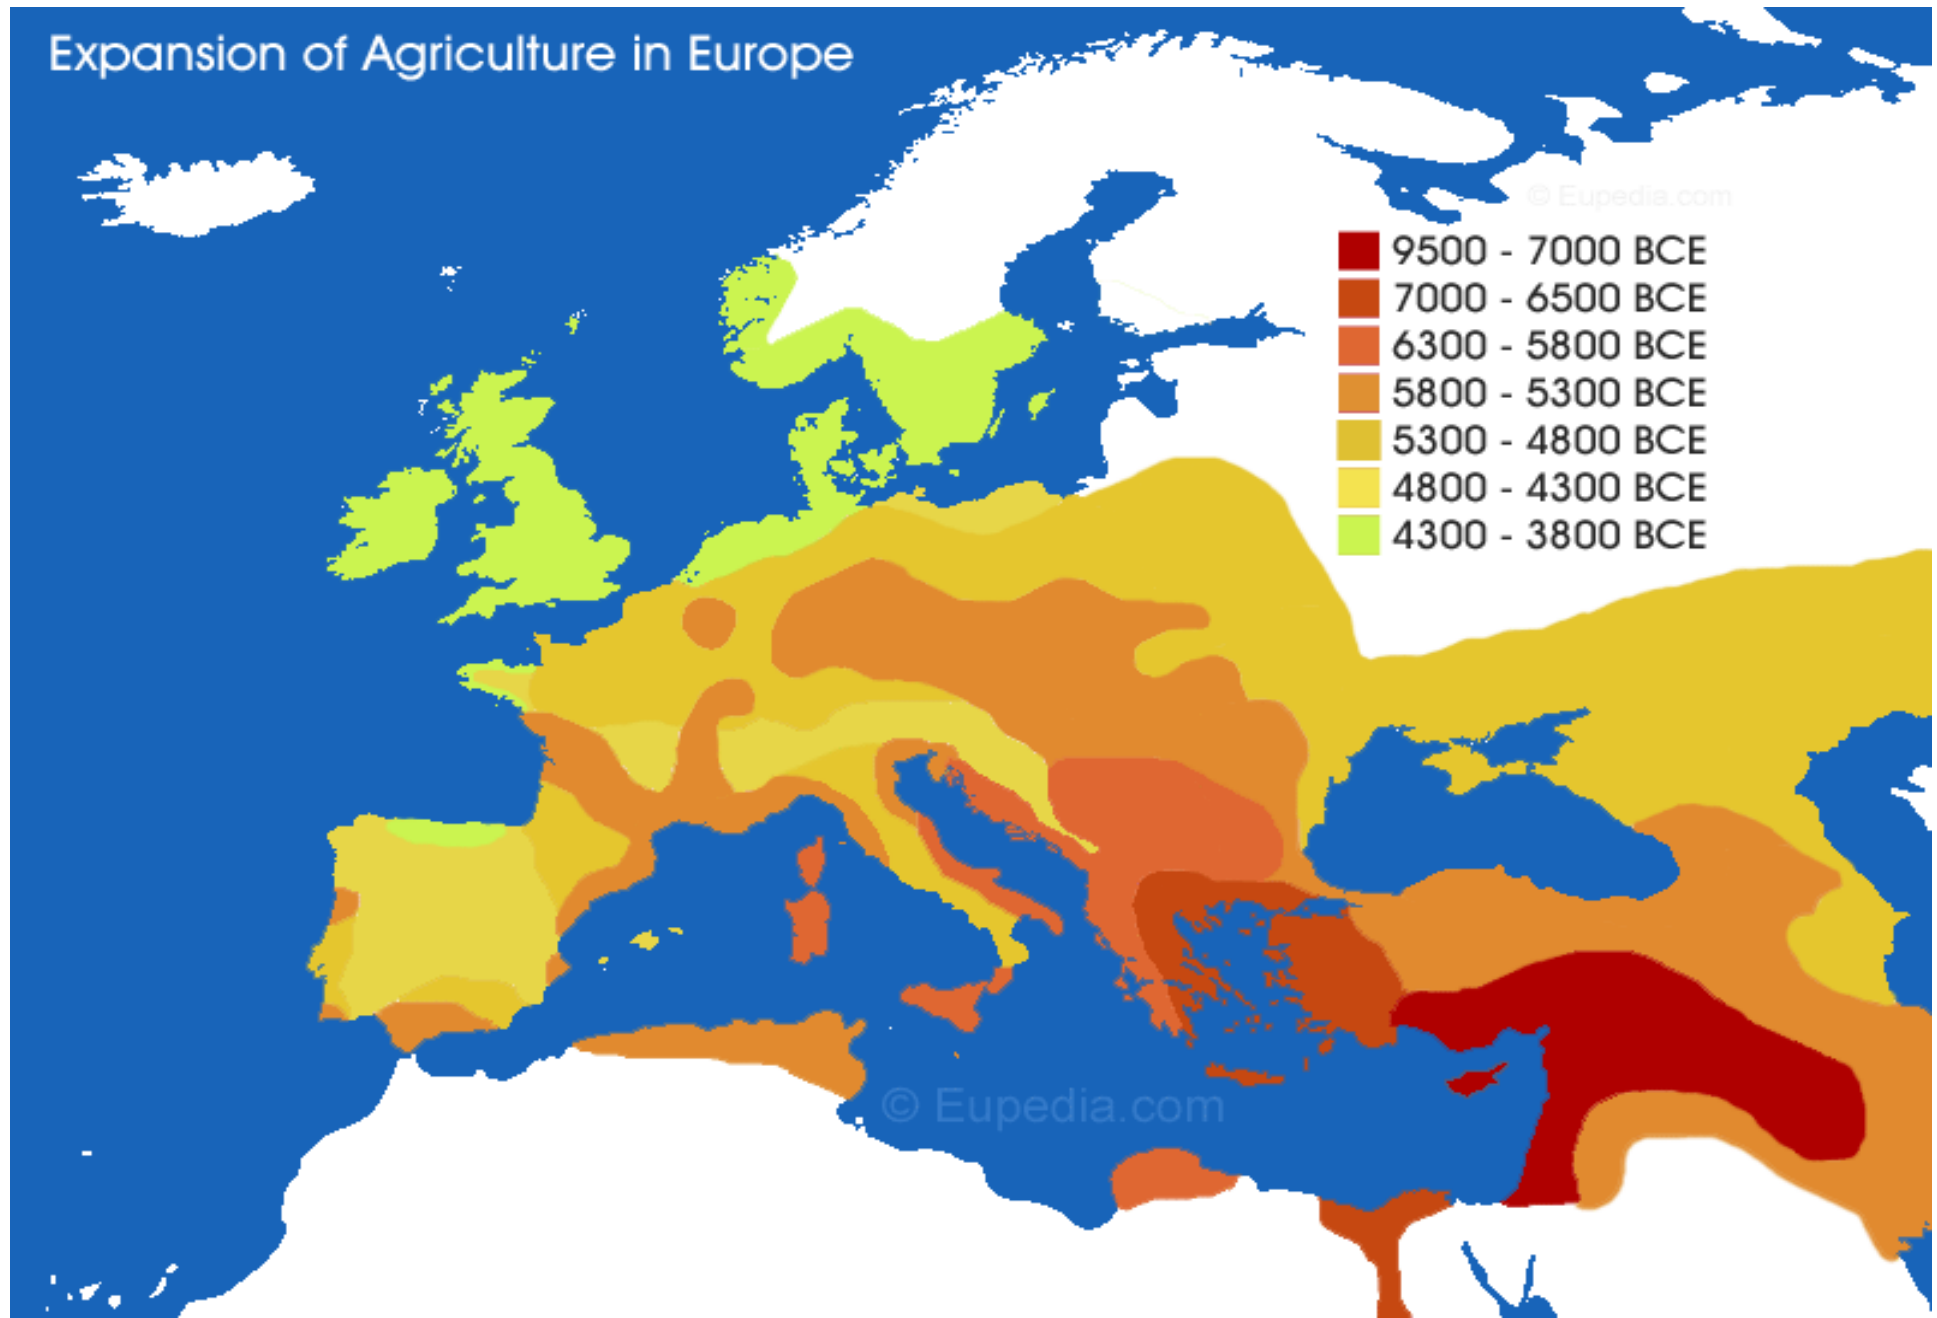 Expansion of Agriculture in Europe
© Eupedia.com
9500 - 7000 BCE
7000 - 6500 BCE
6300 - 5800 BCE
5800 - 5300 BCE
5300 - 4800 BCE
4800 - 4300 BCE
4300 - 3800 BCE
© Eupedia.com